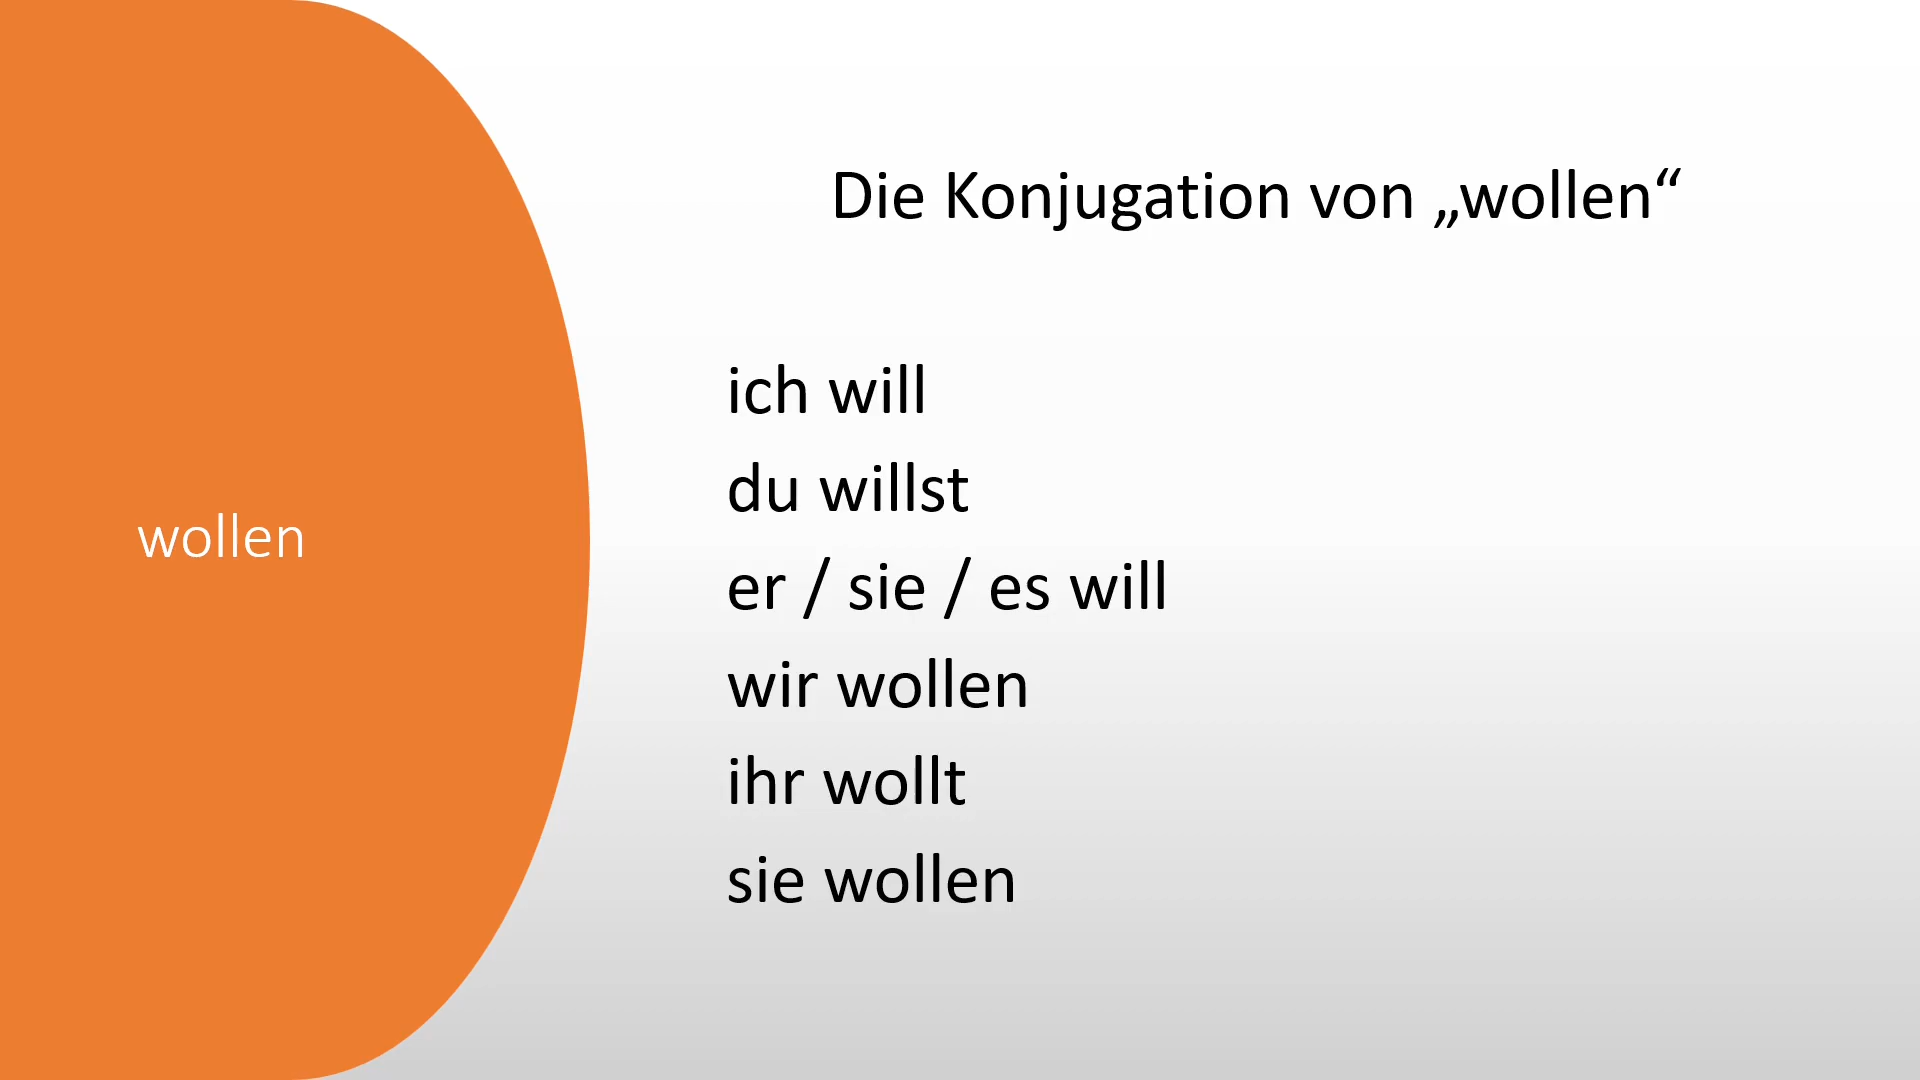 wollen
Die Konjugation von „wollen“
ich will
du willst
er / sie / es will
wir wollen
ihr wollt
sie wollen